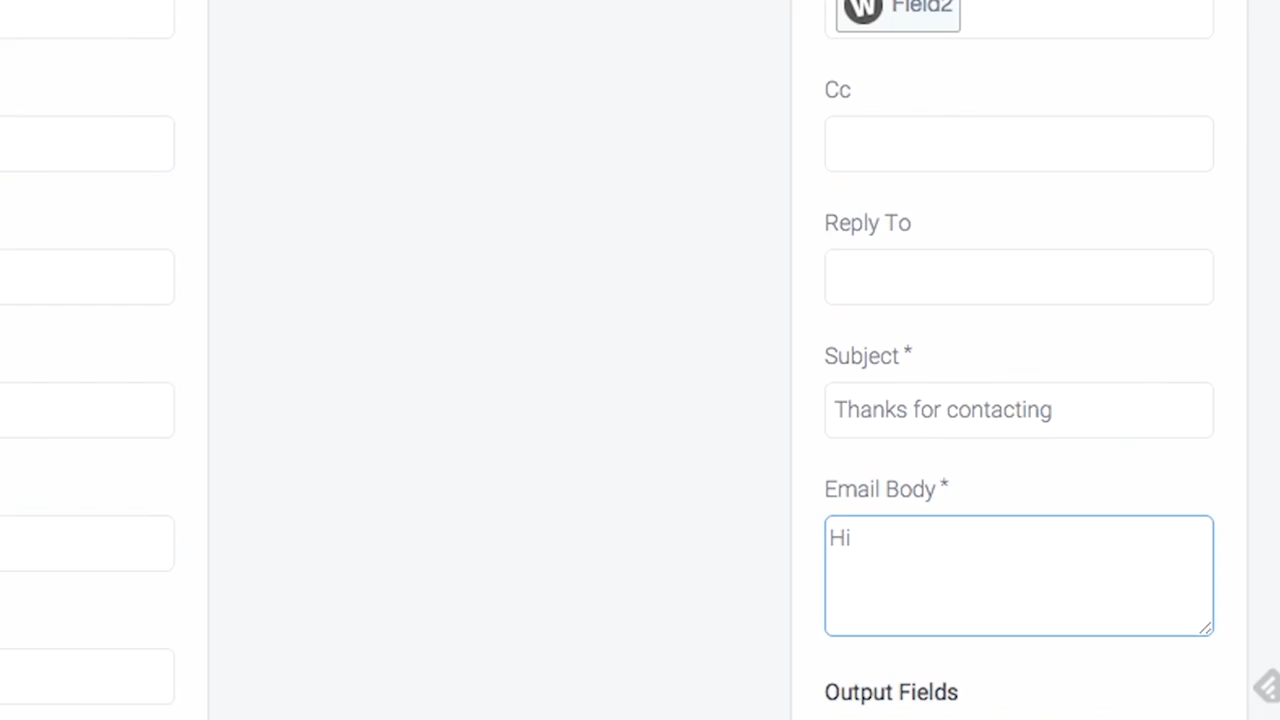 W Field2
Cc
Reply To
Subject *
Thanks for contacting
Email Body *
Hi
Output Fields